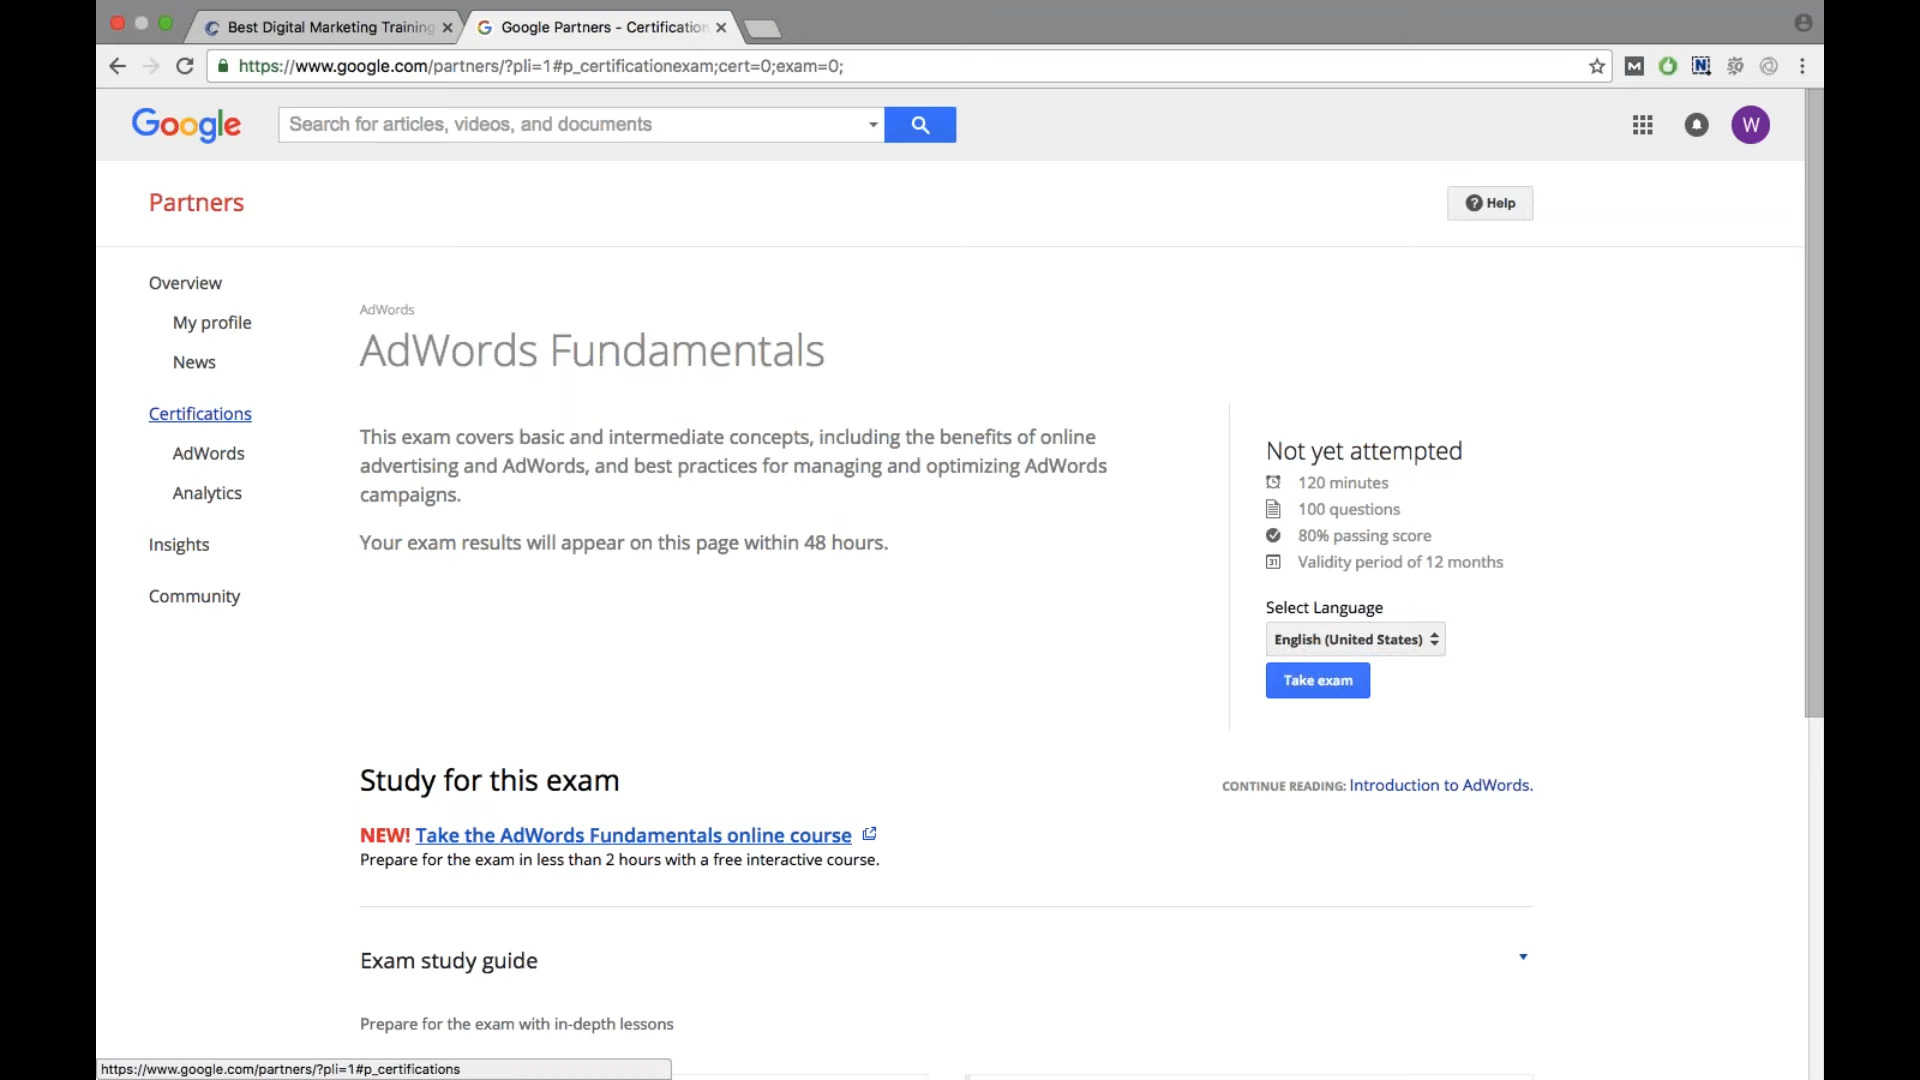 Best Digital Marketing Training
Google Partners - Certification
https://www.google.com/partners/?pli=1#p_certificationexam;cert=0;exam=0;
Google
Search for articles, videos, and documents
W
Partners
Help
Overview
My profile
News
Certifications
AdWords
Analytics
Insights
Community
AdWords
AdWords Fundamentals
This exam covers basic and intermediate concepts, including the benefits of online
advertising and AdWords, and best practices for managing and optimizing AdWords
campaigns.
Your exam results will appear on this page within 48 hours.
Not yet attempted
120 minutes
100 questions
80% passing score
31 Validity period of 12 months
Select Language
English (United States)
Take exam
Study for this exam
CONTINUE READING: Introduction to AdWords.
NEW! Take the AdWords Fundamentals online course
Prepare for the exam in less than 2 hours with a free interactive course.
Exam study guide
Prepare for the exam with in-depth lessons
https://www.google.com/partners/?pli=1#p_certifications